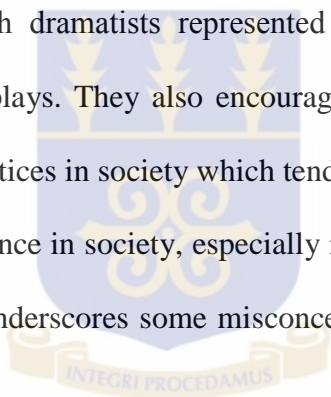 dramatists represented
plays. They also encourag
tices in society which tend
nce in society, especially
nderscores some misconce
INTEGRI PROCEDAMUS